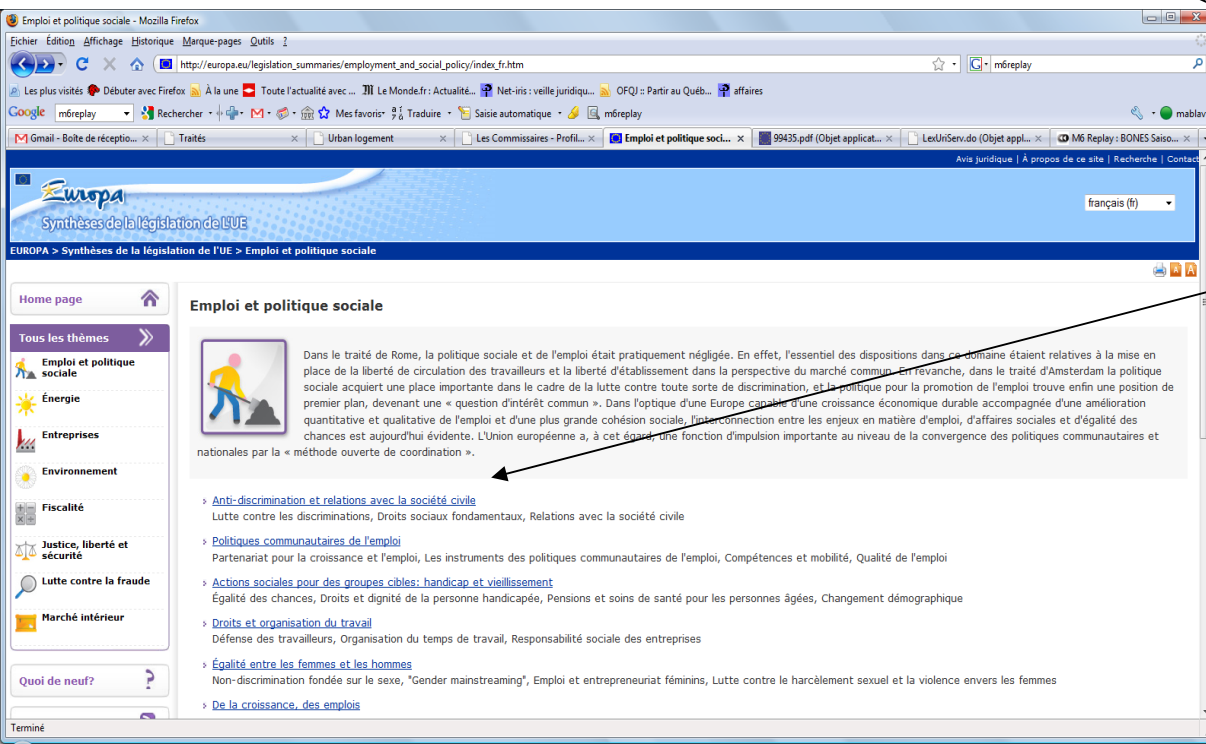 Emploi et politique sociale - Mozilla Firefox
Fichier Édition Affichage Historique Marque-pages Outils ?
http://europa.eu/legislation_summaries/employment_and_social_policy/index_fr.htm
G m6replay
Les plus visités Débuter avec Firefox À la une Toute l'actualité avec ... Le Monde.fr : Actualité... Net-iris : veille juridiqu... OFQJ :: Partir au Québ... affaires
Google m6replay Rechercher Mes favoris Traduire Saisie automatique m6replay mablav
Gmail - Boîte de réceptio... Traités Urban logement Les Commissaires - Profil... Emploi et politique soci... 99435.pdf (Objet applicat... LexUriServ.do (Objet appl... M6 Replay : BONES Saiso...
Avis juridique | À propos de ce site | Recherche | Contact
Europa
français (fr)
Synthèses de la législation de l'UE
EUROPA > Synthèses de la législation de l'UE > Emploi et politique sociale
A A
Home page
Tous les thèmes
Emploi et politique
sociale
Énergie
Entreprises
Environnement
Fiscalité
Justice, liberté et
sécurité
Lutte contre la fraude
Marché intérieur
Quoi de neuf?
Emploi et politique sociale
Dans le traité de Rome, la politique sociale et de l'emploi était pratiquement négligée. En effet, l'essentiel des dispositions dans ce domaine étaient relatives à la mise en
place de la liberté de circulation des travailleurs et la liberté d'établissement dans la perspective du marché commun. En revanche, dans le traité d'Amsterdam la politique
sociale acquiert une place importante dans le cadre de la lutte contre toute sorte de discrimination, et la politique pour la promotion de l'emploi trouve enfin une position de
premier plan, devenant une « question d'intérêt commun ». Dans l'optique d'une Europe capable d'une croissance économique durable accompagnée d'une amélioration
quantitative et qualitative de l'emploi et d'une plus grande cohésion sociale, l'interconnection entre les enjeux en matière d'emploi, d'affaires sociales et d'égalité des
chances est aujourd'hui évidente. L'Union européenne a, à cet égard, une fonction d'impulsion importante au niveau de la convergence des politiques communautaires et
nationales par la « méthode ouverte de coordination ».
Anti-discrimination et relations avec la société civile
Lutte contre les discriminations, Droits sociaux fondamentaux, Relations avec la société civile
Politiques communautaires de l'emploi
Partenariat pour la croissance et l'emploi, Les instruments des politiques communautaires de l'emploi, Compétences et mobilité, Qualité de l'emploi
Actions sociales pour des groupes cibles: handicap et vieillissement
Égalité des chances, Droits et dignité de la personne handicapée, Pensions et soins de santé pour les personnes âgées, Changement démographique
Droits et organisation du travail
Défense des travailleurs, Organisation du temps de travail, Responsabilité sociale des entreprises
Égalité entre les femmes et les hommes
Non-discrimination fondée sur le sexe, "Gender mainstreaming", Emploi et entrepreneuriat féminins, Lutte contre le harcèlement sexuel et la violence envers les femmes
De la croissance, des emplois
Terminé